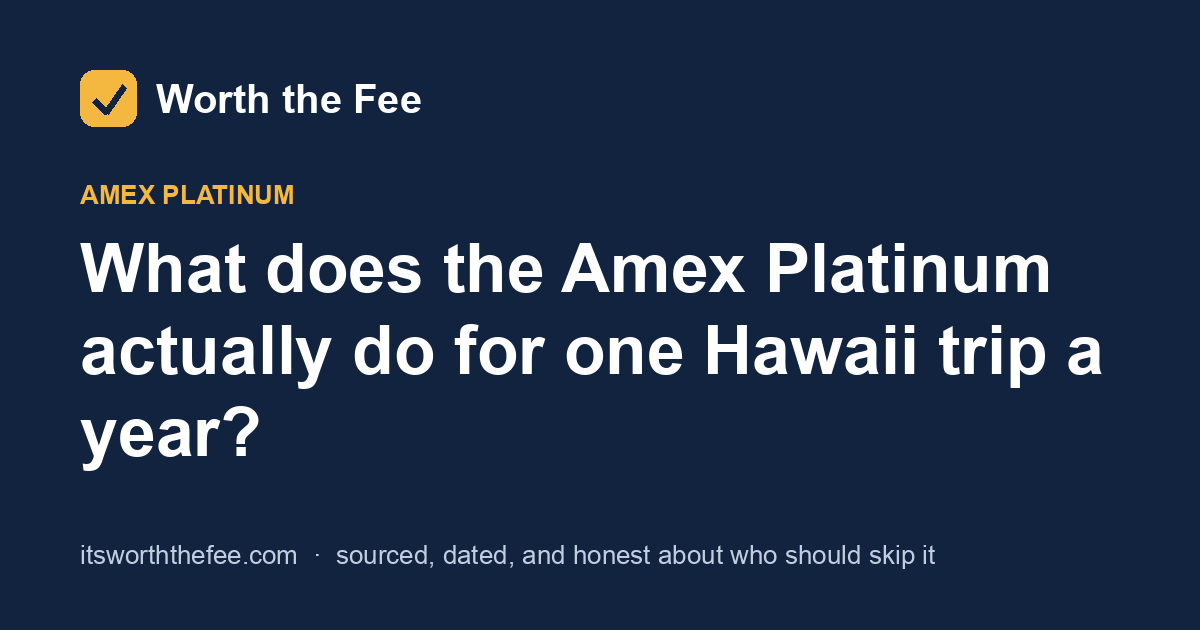 Worth the Fee
AMEX PLATINUM
What does the Amex Platinum
actually do for one Hawaii trip a
year?
itsworththefee.com · sourced, dated, and honest about who should skip it